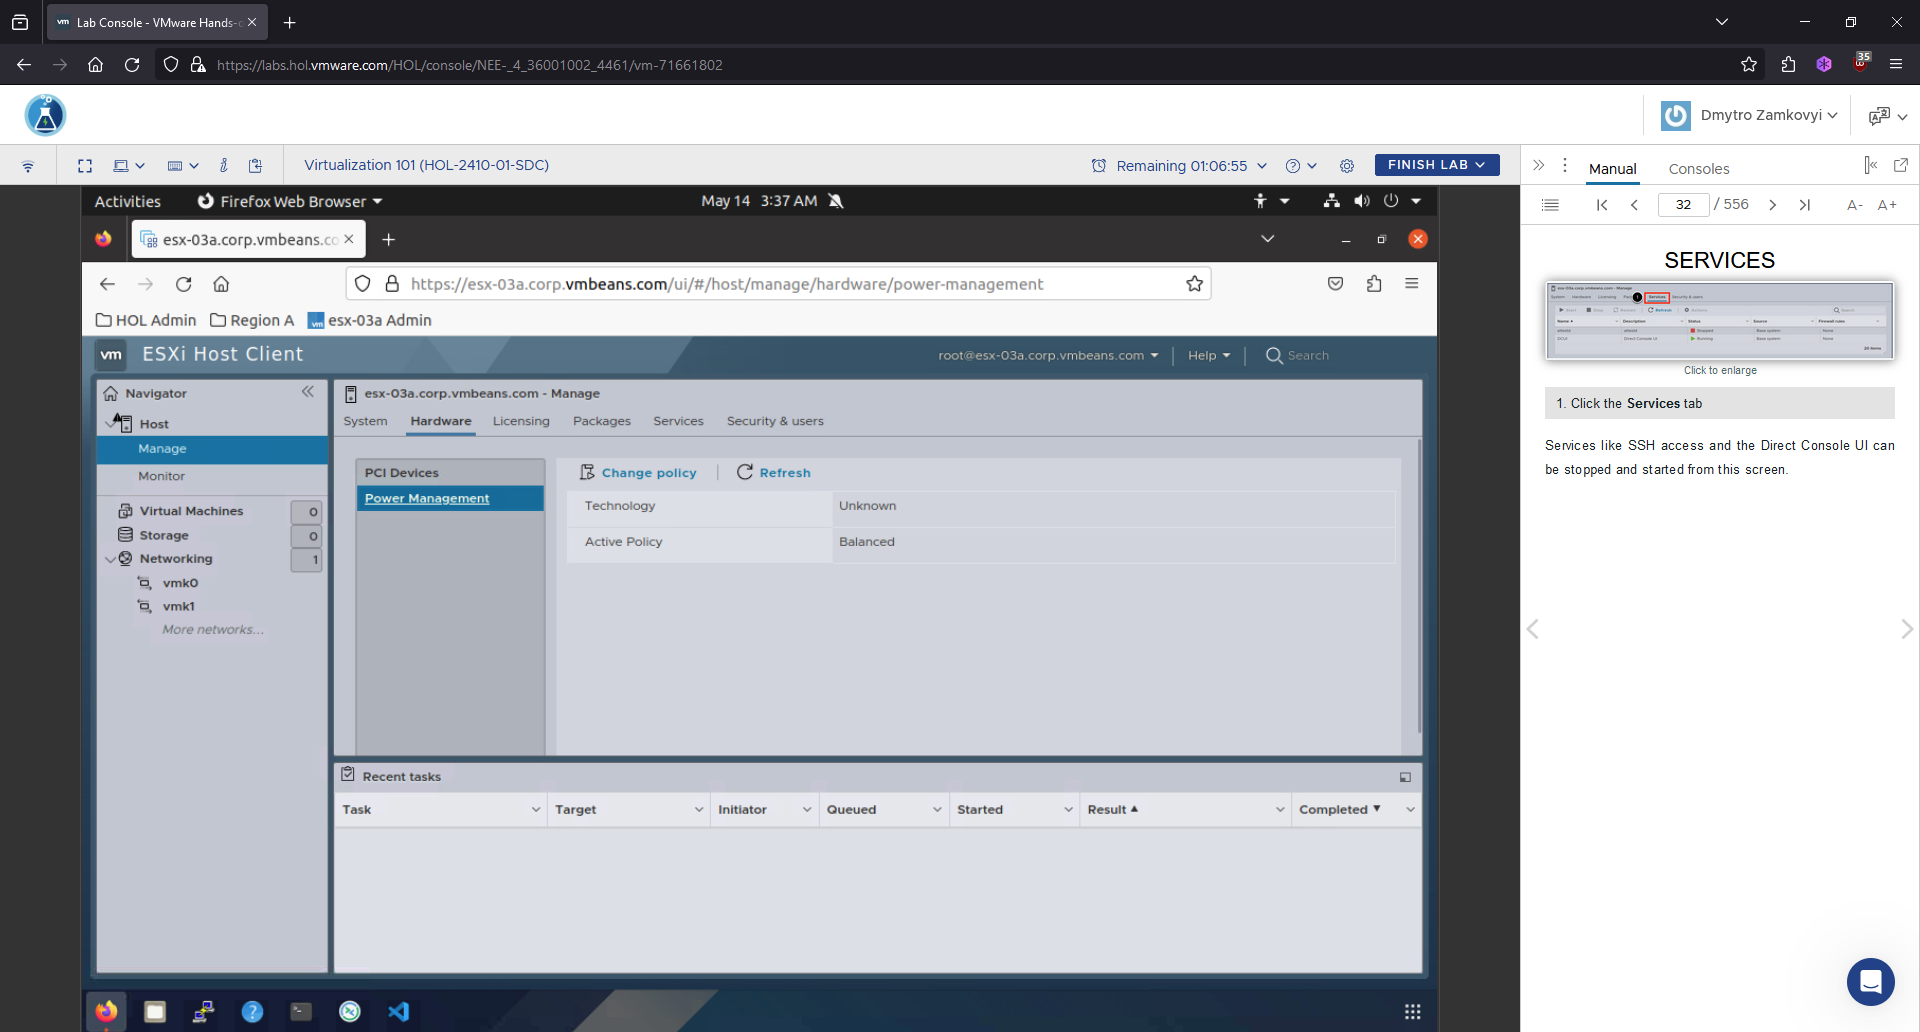 Lab Console - VMware Hands-o
https://labs.hol.vmware.com/HOL/console/NEE-_4_36001002_4461/vm-71661802
35
Dmytro Zamkovyi
Virtualization 101 (HOL-2410-01-SDC)
Remaining 01:06:55
FINISH LAB
Manual
Consoles
Activities
Firefox Web Browser
May 14 3:37 AM
32 / 556
A-
A+
esx-03a.corp.vmbeans.co
https://esx-03a.corp.vmbeans.com/ui/#/host/manage/hardware/power-management
HOL Admin
Region A
esx-03a Admin
vm
ESXi Host Client
root@esx-03a.corp.vmbeans.com
Help
Search
Navigator
Host
Manage
Monitor
Virtual Machines
0
Storage
0
Networking
1
vmk0
vmk1
More networks...
esx-03a.corp.vmbeans.com - Manage
System
Hardware
Licensing
Packages
Services
Security & users
PCI Devices
Power Management
Change policy
Refresh
Technology
Unknown
Active Policy
Balanced
Recent tasks
Task
Target
Initiator
Queued
Started
Result
Completed
SERVICES
Click to enlarge
1. Click the Services tab
Services like SSH access and the Direct Console UI can
be stopped and started from this screen.